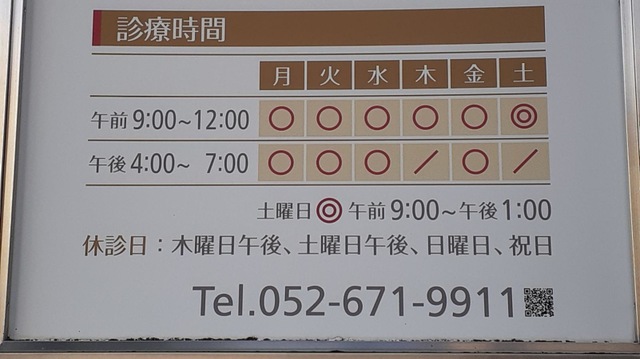 診療時間
月 火 水 木 金 土
午前 9:00~12:00 ○ ○ ○ ○ ○ ◎
午後 4:00~ 7:00 ○ ○ ○ / ○ /
土曜日 ◎ 午前 9:00~午後 1:00
休診日：木曜日午後、土曜日午後、日曜日、祝日
Tel.052-671-9911